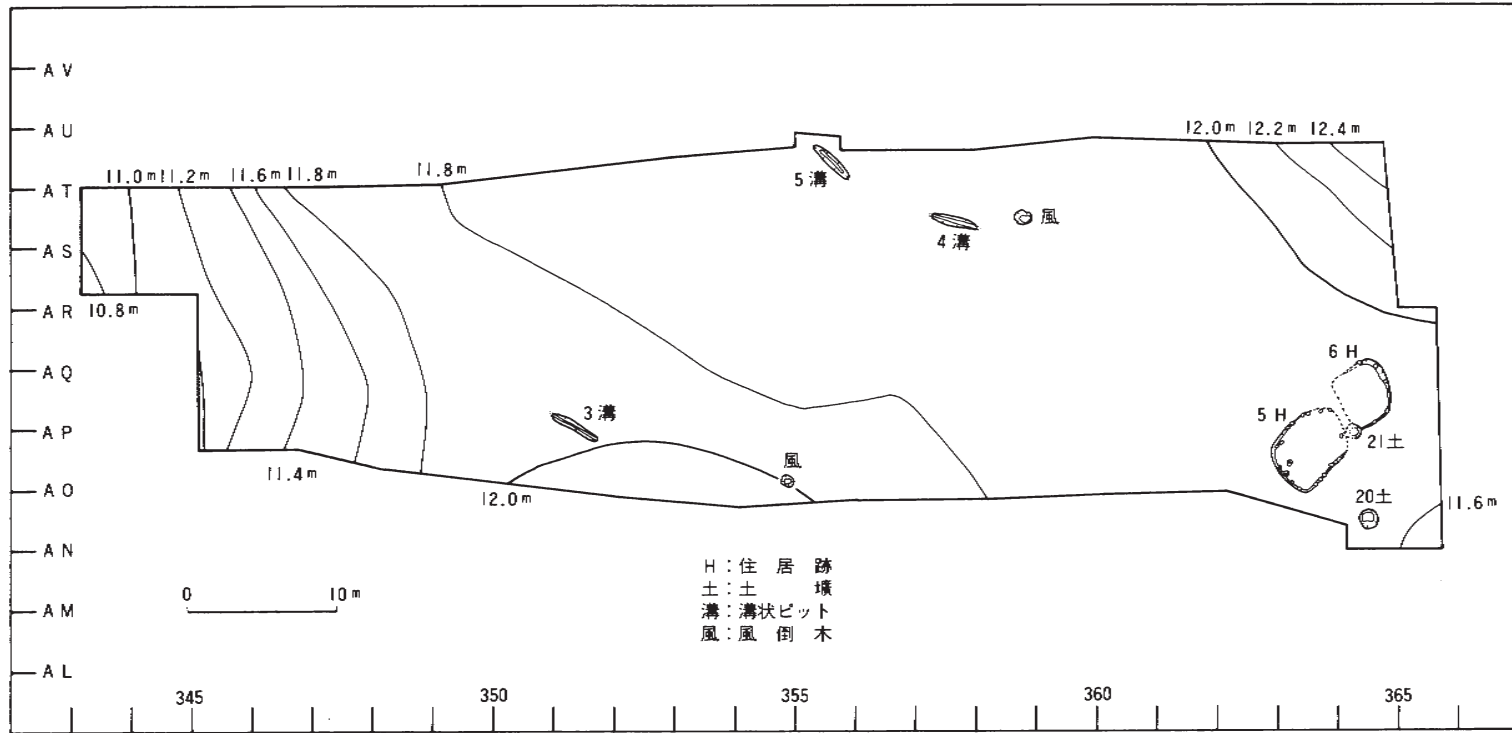 AV
AU
AT
AS
AR
AQ
AP
AO
AN
AM
AL
11.0m
11.2m
11.6m
11.8m
11.8m
12.0m
12.2m
12.4m
5溝
4溝
風
10.8m
6H
5H
3溝
21土
風
11.4m
12.0m
20土
11.6m
0 10m
H：住居跡
土：土壙
溝：溝状ピット
風：風倒木
345 350 355 360 365